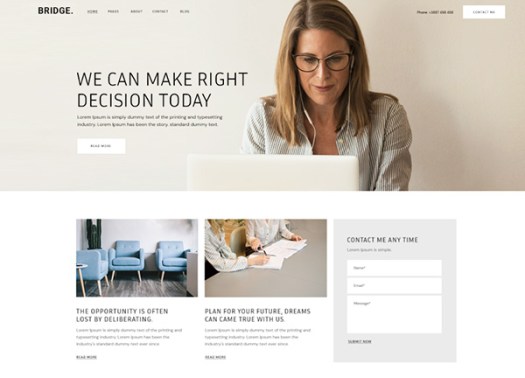 BRIDGE.
HOME PAGES ABOUT CONTACT BLOG
CONTACT ME
WE CAN MAKE RIGHT
DECISION TODAY
Lorem Ipsum is simply dummy text of the printing and typesetting
industry. Lorem Ipsum has been the story, standard dummy text.
READ MORE
THE OPPORTUNITY IS OFTEN
LOST BY DELIBERATING.
Lorem Ipsum is simply dummy text of the printing and
typesetting industry. Lorem Ipsum has been the
industry's standard dummy text ever since
READ MORE
PLAN FOR YOUR FUTURE, DREAMS
CAN CAME TRUE WITH US.
Lorem Ipsum is simply dummy text of the printing and
typesetting industry. Lorem Ipsum has been the
industry's standard dummy text ever since
READ MORE
CONTACT ME ANY TIME
Lorem Ipsum is simple.
Name*
Email*
Message*
SUBMIT NOW